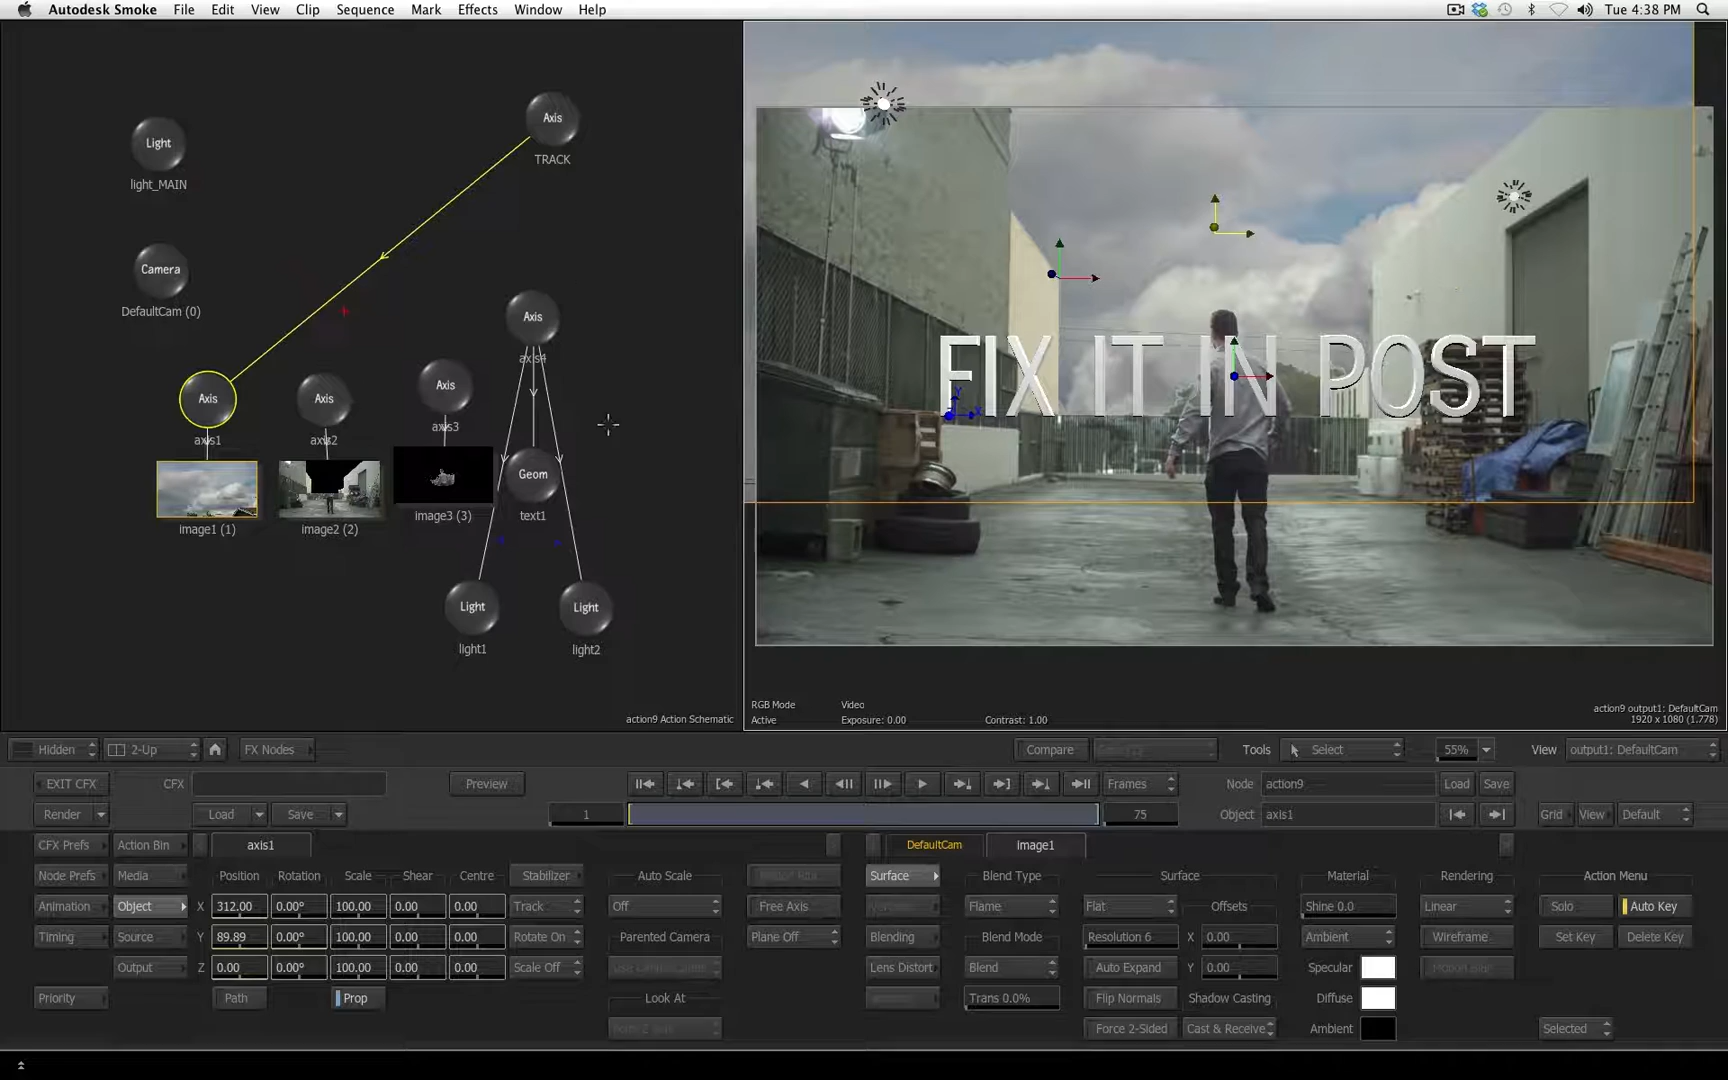 Autodesk Smoke File Edit View Clip Sequence Mark Effects Window Help
Tue 4:38 PM
Axis
TRACK
Light
light_MAIN
Camera
DefaultCam (0)
Axis
axis4
Axis
axis1
Axis
axis2
Axis
axis3
image1 (1)
image2 (2)
image3 (3)
Geom
text1
Light
light1
Light
light2
action9 Action Schematic
FIX IT IN POST
RGB Mode Video
Active Exposure: 0.00 Contrast: 1.00
action9 output1: DefaultCam
1920 x 1080 (1.778)
Hidden 2-Up FX Nodes Compare Tools Select 55% View output1: DefaultCam
EXIT CFX CFX Preview Frames Node action9 Load Save
Render Load Save 1 75 Object axis1 Grid View Default
CFX Prefs Action Bin axis1 DefaultCam Image1
Node Prefs Media Position Rotation Scale Shear Centre Stabilizer Auto Scale Surface Blend Type Surface Material Rendering Action Menu
Animation Object X 312.00 0.00° 100.00 0.00 0.00 Track Off Free Axis Flame Flat Offsets Shine 0.0 Linear Solo Auto Key
Timing Source Y 89.89 0.00° 100.00 0.00 0.00 Rotate On Parented Camera Plane Off Blending Blend Mode Resolution 6 X 0.00 Ambient Wireframe Set Key Delete Key
Output Z 0.00 0.00° 100.00 0.00 0.00 Scale Off Lens Distort Blend Auto Expand Y 0.00 Specular
Priority Path Prop Look At Trans 0.0% Flip Normals Shadow Casting Diffuse
Force 2-Sided Cast & Receive Ambient Selected